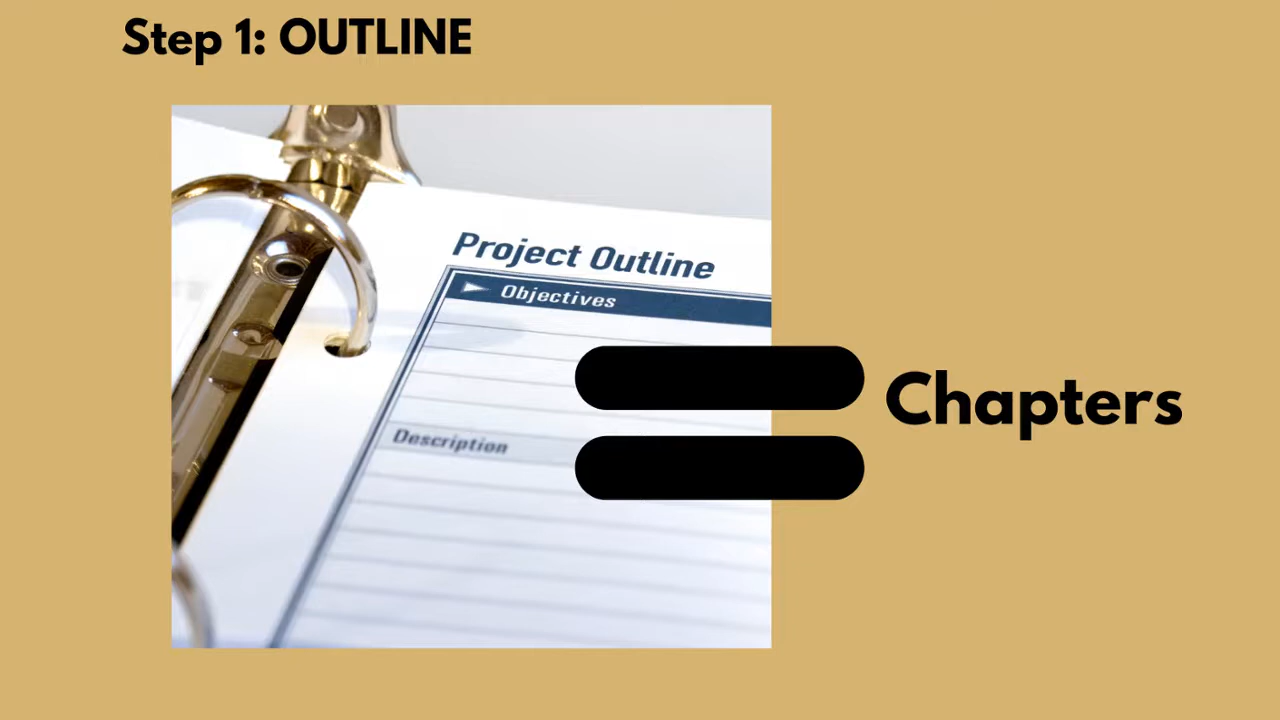 Step 1: OUTLINE
Project Outline
Objectives
Chapters
Description